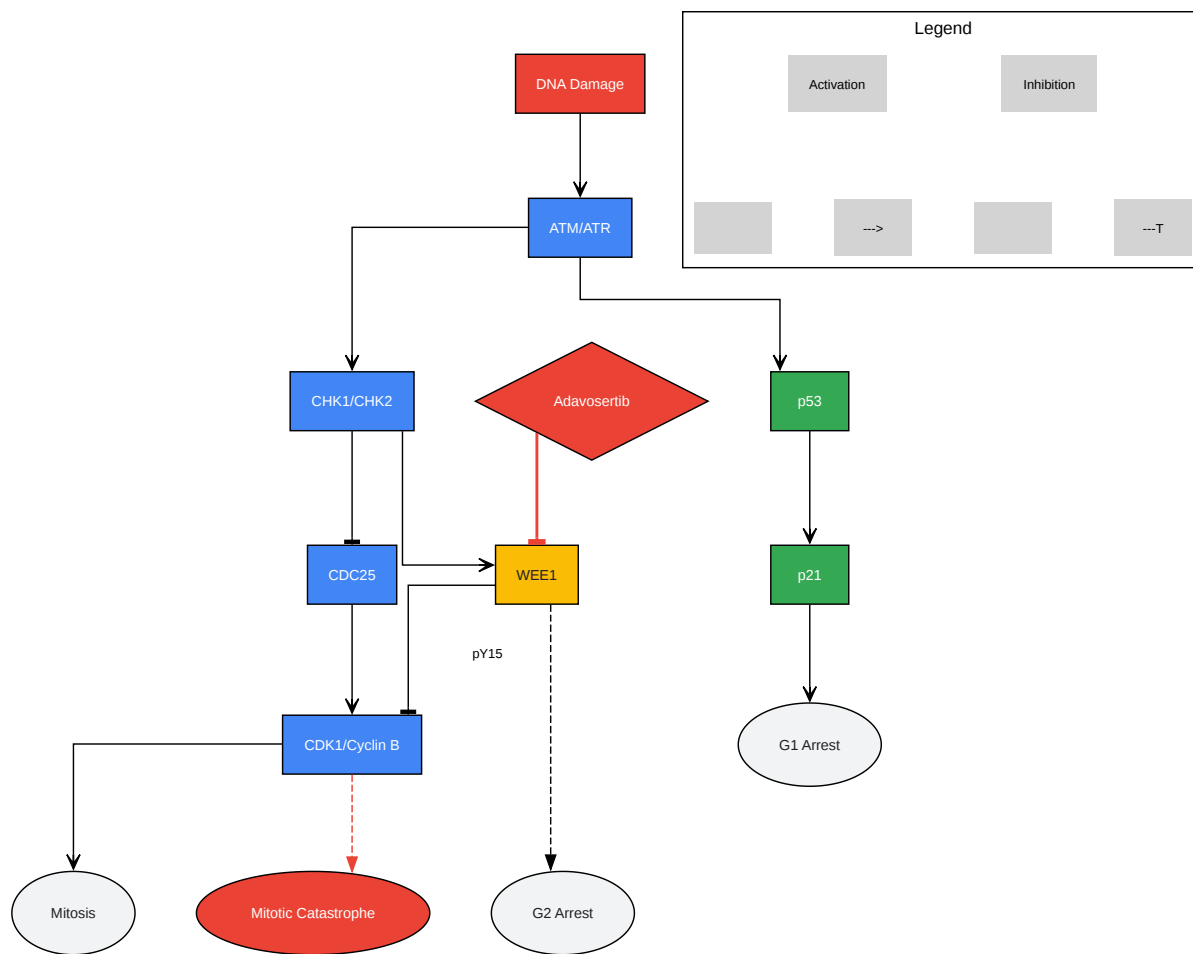 Legend
DNA Damage
Activation
Inhibition
ATM/ATR
--->
---T
CHK1/CHK2
Adavosertib
p53
CDC25
WEE1
p21
pY15
CDK1/Cyclin B
G1 Arrest
Mitosis
Mitotic Catastrophe
G2 Arrest